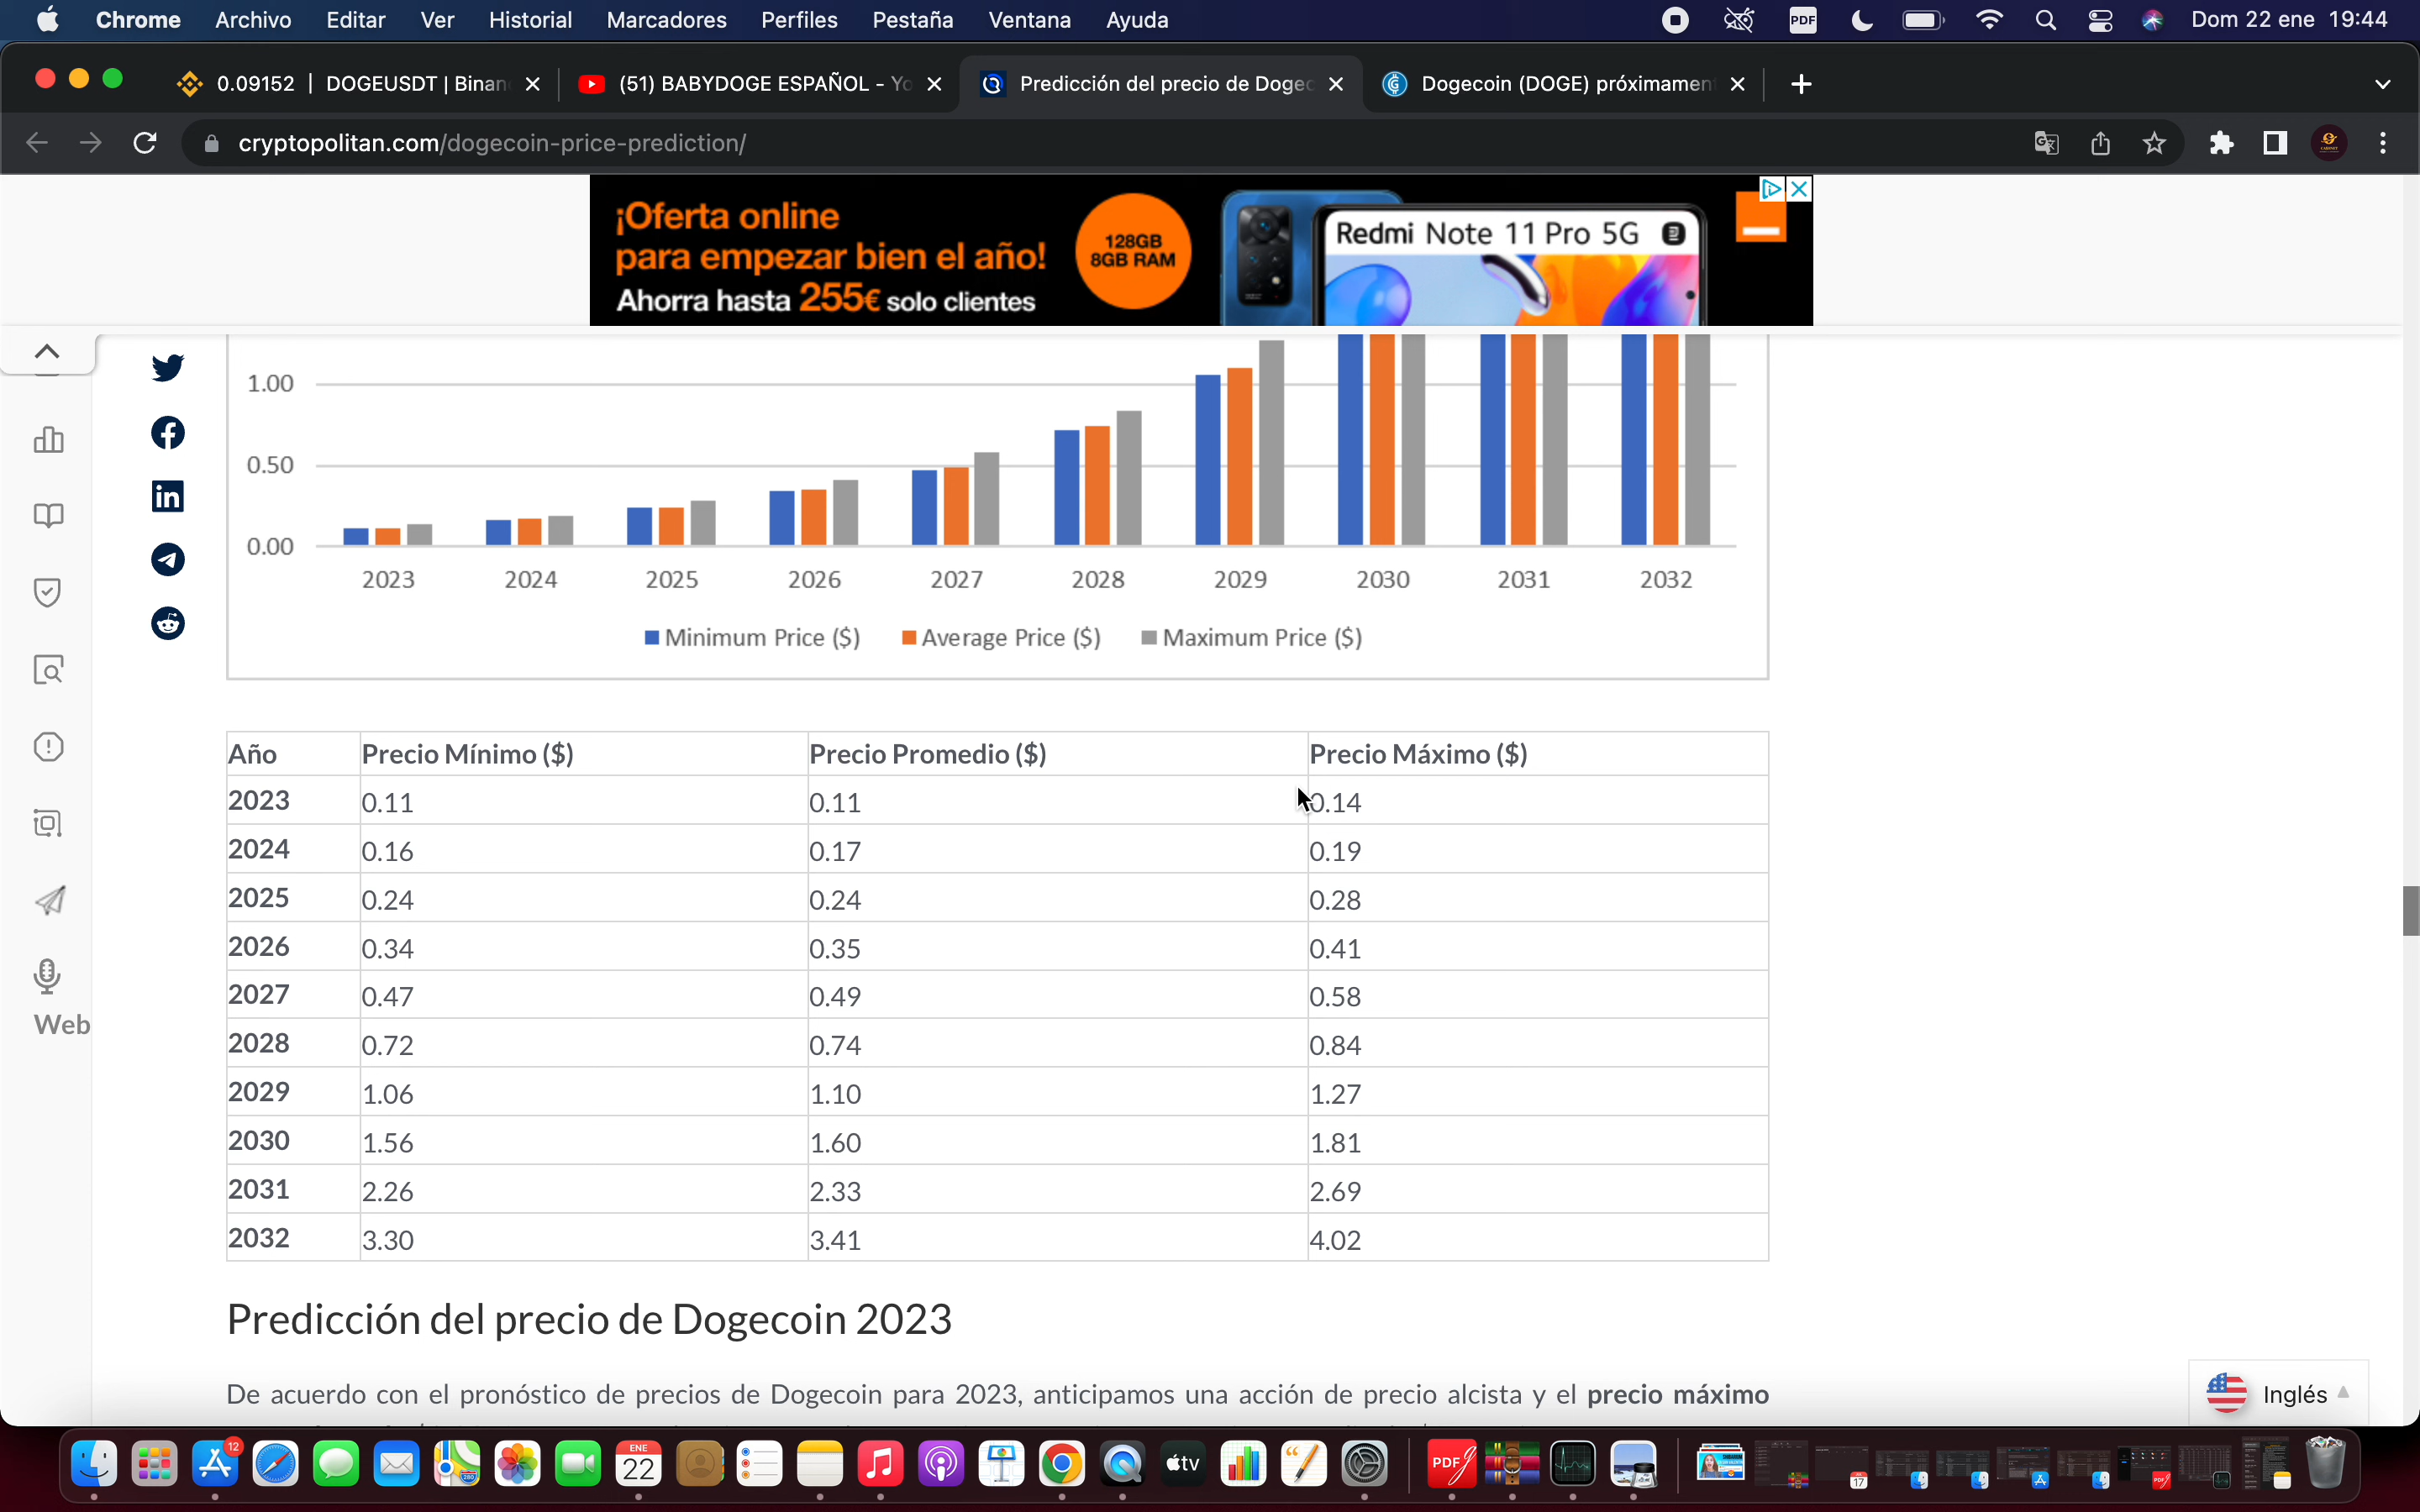 Chrome Archivo Editar Ver Historial Marcadores Perfiles Pestaña Ventana Ayuda PDF Dom 22 ene 19:44
0.09152 | DOGEUSDT | Binan (51) BABYDOGE ESPAÑOL - Yo Predicción del precio de Dogec Dogecoin (DOGE) próximamen
cryptopolitan.com/dogecoin-price-prediction/
¡Oferta online
para empezar bien el año!
Ahorra hasta 255€ solo clientes
128GB
8GB RAM
Redmi Note 11 Pro 5G
1.00
0.50
0.00
2023 2024 2025 2026 2027 2028 2029 2030 2031 2032
Minimum Price ($) Average Price ($) Maximum Price ($)
Año Precio Mínimo ($) Precio Promedio ($) Precio Máximo ($)
2023 0.11 0.11 0.14
2024 0.16 0.17 0.19
2025 0.24 0.24 0.28
2026 0.34 0.35 0.41
2027 0.47 0.49 0.58
2028 0.72 0.74 0.84
2029 1.06 1.10 1.27
2030 1.56 1.60 1.81
2031 2.26 2.33 2.69
2032 3.30 3.41 4.02
Web
Predicción del precio de Dogecoin 2023
De acuerdo con el pronóstico de precios de Dogecoin para 2023, anticipamos una acción de precio alcista y el precio máximo
Inglés
12
ENE
22
tv
PDF
17